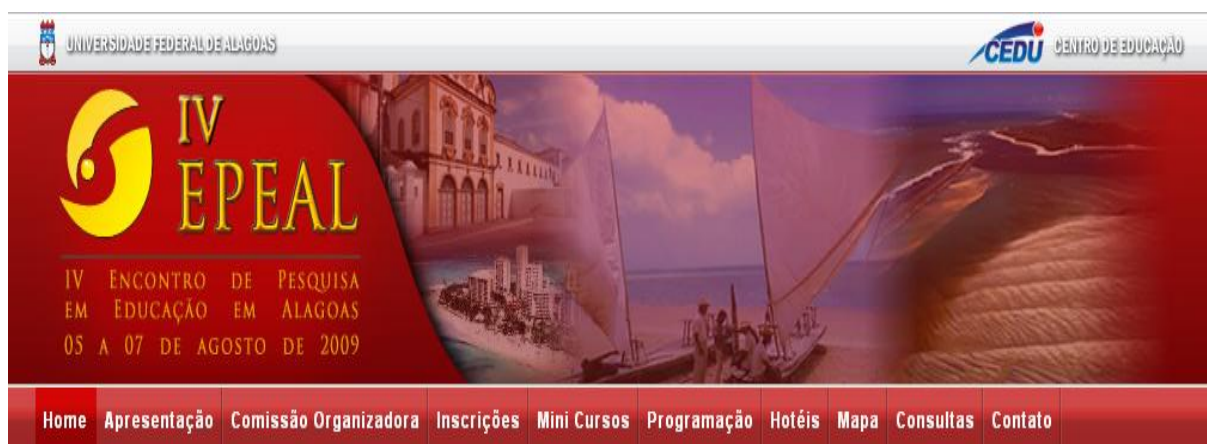 UNIVERSIDADE FEDERAL DE ALAGOAS
CEDU CENTRO DE EDUCAÇÃO
IV
EPEAL
IV ENCONTRO DE PESQUISA
EM EDUCAÇÃO EM ALAGOAS
05 A 07 DE AGOSTO DE 2009
Home Apresentação Comissão Organizadora Inscrições Mini Cursos Programação Hotéis Mapa Consultas Contato